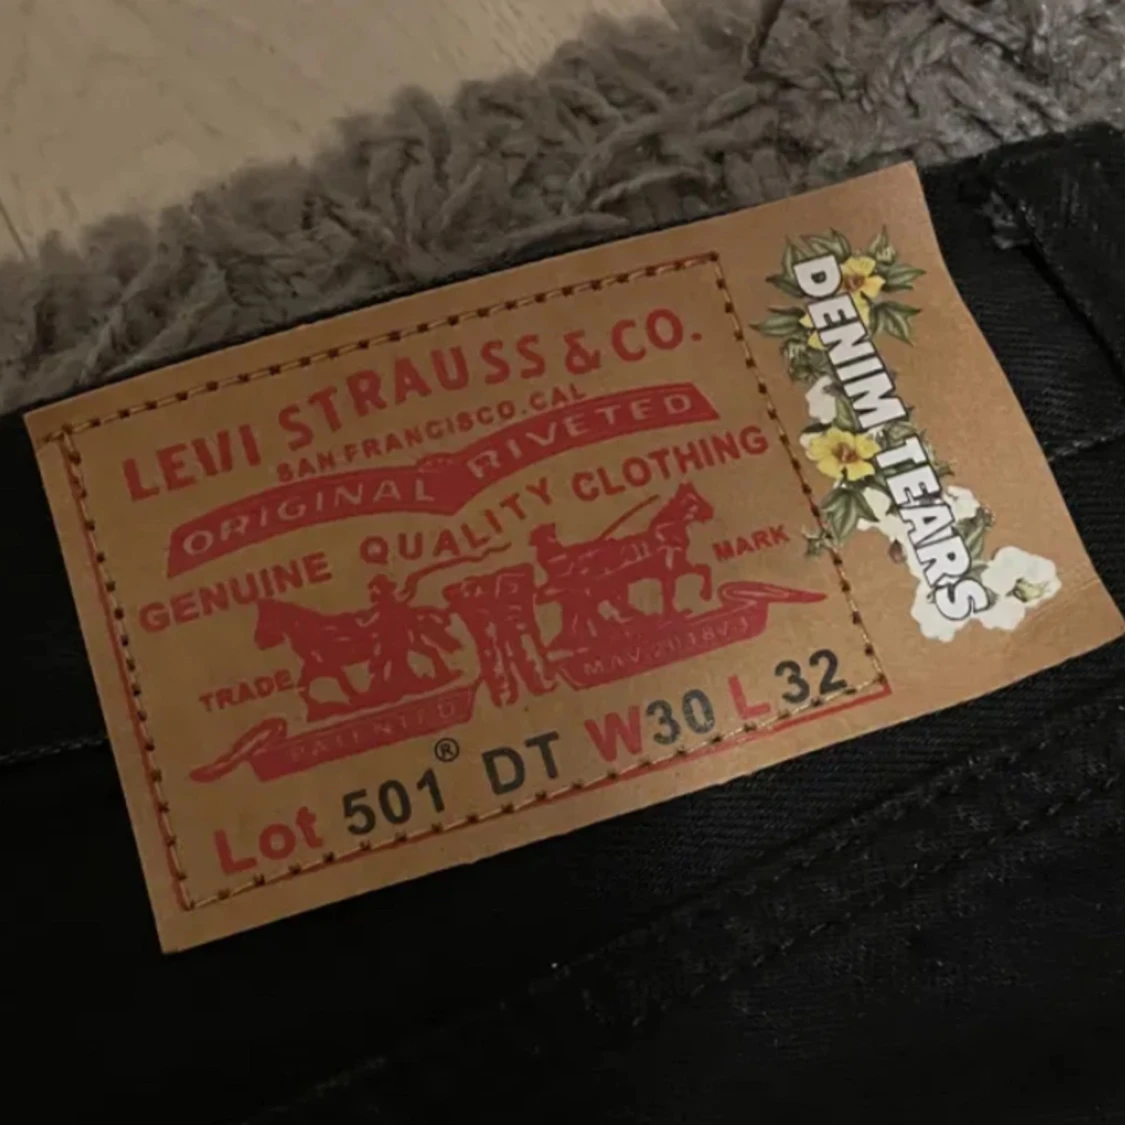 LEVI STRAUSS & CO.
SAN FRANCISCO.CAL
ORIGINAL RIVETED
GENUINE QUALITY CLOTHING
TRADE MARK
PATENTED
Lot 501® DT W30 L 32
DENIM TEARS